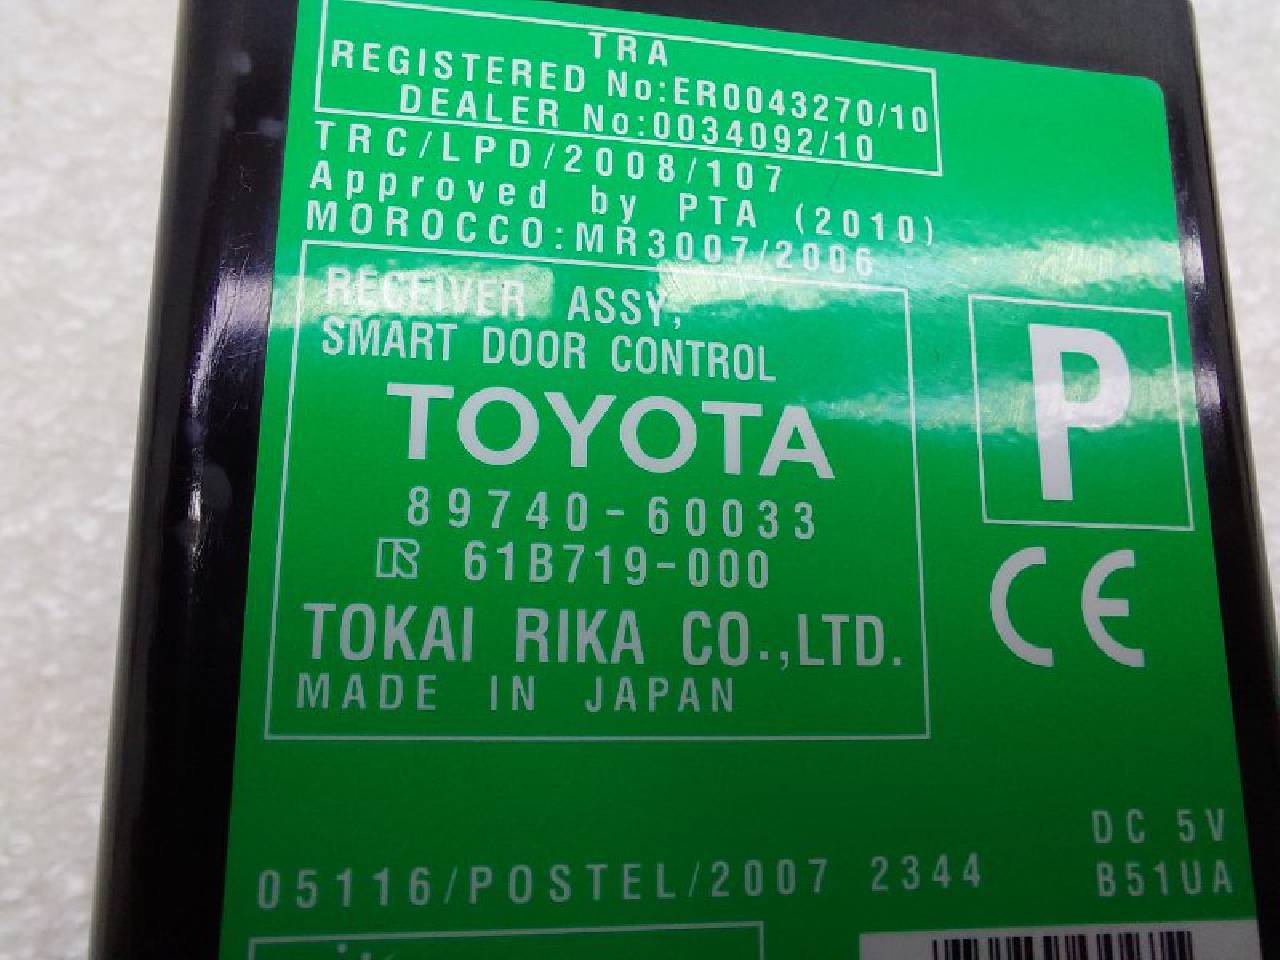 TRA
REGISTERED No:ER0043270/10
DEALER No:0034092/10
TRC/LPD/2008/107
Approved by PTA (2010)
MOROCCO:MR3007/2006
RECEIVER ASSY,
SMART DOOR CONTROL
TOYOTA
89740-60033
61B719-000
TOKAI RIKA CO.,LTD.
MADE IN JAPAN
P
CE
DC 5V
05116/POSTEL/2007 2344
B51UA